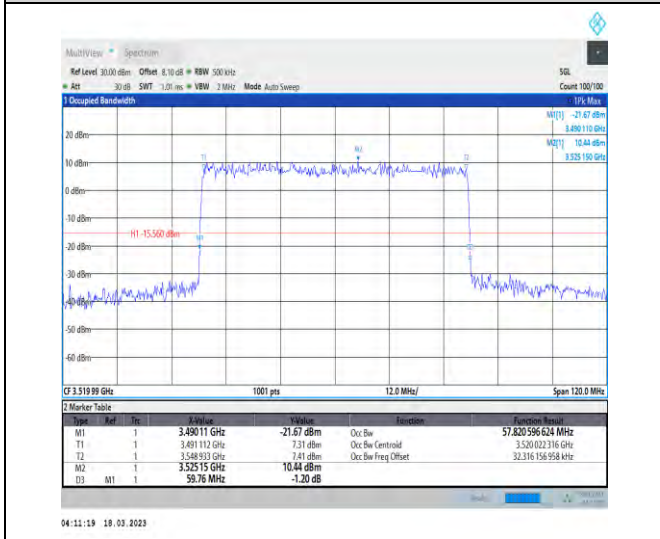 MultiView Spectrum
Ref Level 30.00 dBm Offset 8.10 dB RBW 500 kHz SGL
Att 30 dB SWT 1.01 ms VBW 2 MHz Mode Auto Sweep Count 100/100
1 Occupied Bandwidth 1Pk Max
M1[1] -21.67 dBm
3.490 110 GHz
M2[1] 10.44 dBm
3.525 150 GHz
20 dBm
T1 M2 T2
10 dBm
0 dBm
-10 dBm
H1 -15.560 dBm
M1
-20 dBm
-30 dBm
-40 dBm
-50 dBm
-60 dBm
CF 3.519 99 GHz 1001 pts 12.0 MHz/ Span 120.0 MHz
2 Marker Table
Type Ref Trc X-Value Y-Value Function Function Result
M1 1 3.490 11 GHz -21.67 dBm Occ Bw 57.820 596 624 MHz
T1 1 3.491 112 GHz 7.31 dBm Occ Bw Centroid 3.520 022 316 GHz
T2 1 3.548 933 GHz 7.41 dBm Occ Bw Freq Offset 32.316 156 958 kHz
M2 1 3.525 15 GHz 10.44 dBm
D3 M1 1 59.76 MHz -1.20 dB
04:11:19 18.03.2023